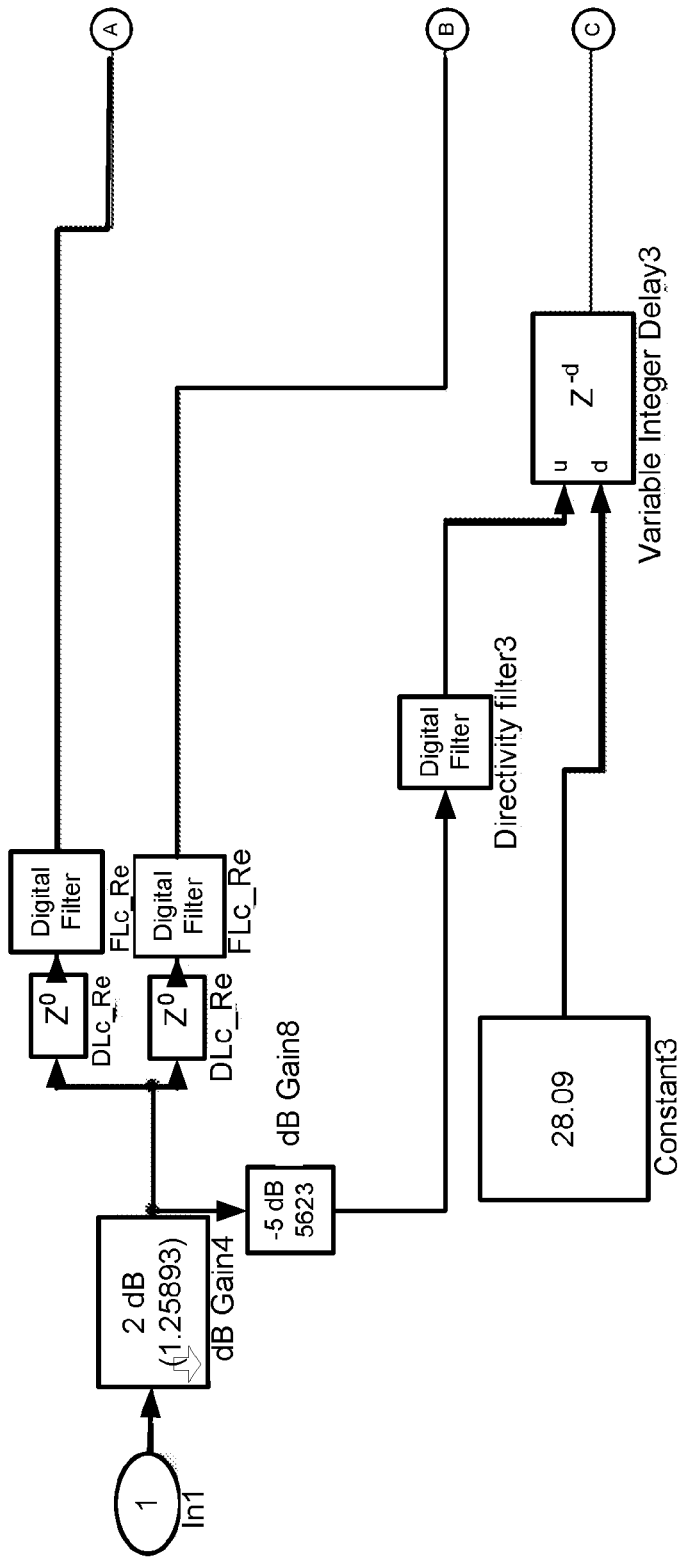 1
In1
2 dB
(1.25893)
dB Gain4
-5 dB
5623
dB Gain8
Z0
DLc_Re
Digital
Filter
FLc_Re
Z0
DLc_Re
Digital
Filter
FLc_Re
Digital
Filter
Directivity filter3
28.09
Constant3
u
d
Z-d
Variable Integer Delay3
A
B
C